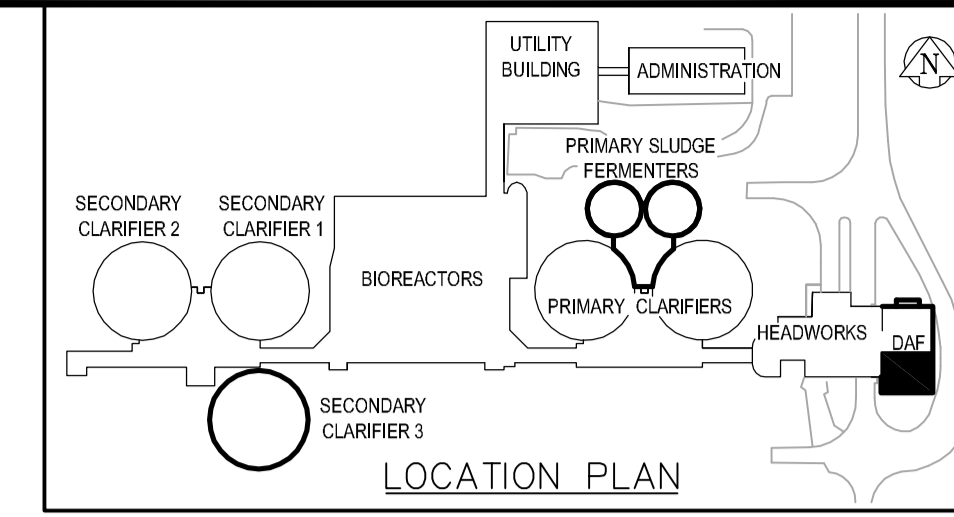 UTILITY
BUILDING
ADMINISTRATION
N
PRIMARY SLUDGE
FERMENTERS
SECONDARY
CLARIFIER 2
SECONDARY
CLARIFIER 1
BIOREACTORS
PRIMARY CLARIFIERS
HEADWORKS
DAF
SECONDARY
CLARIFIER 3
LOCATION PLAN